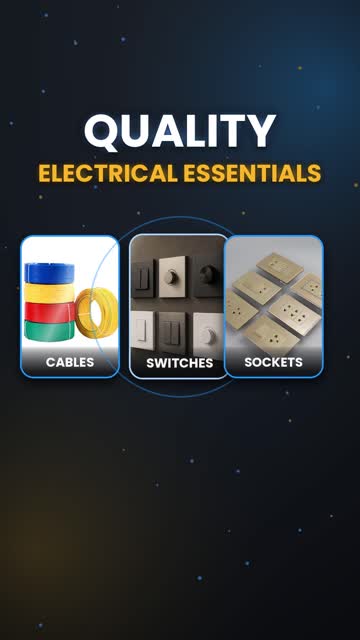 QUALITY
ELECTRICAL ESSENTIALS
CABLES
SWITCHES
SOCKETS